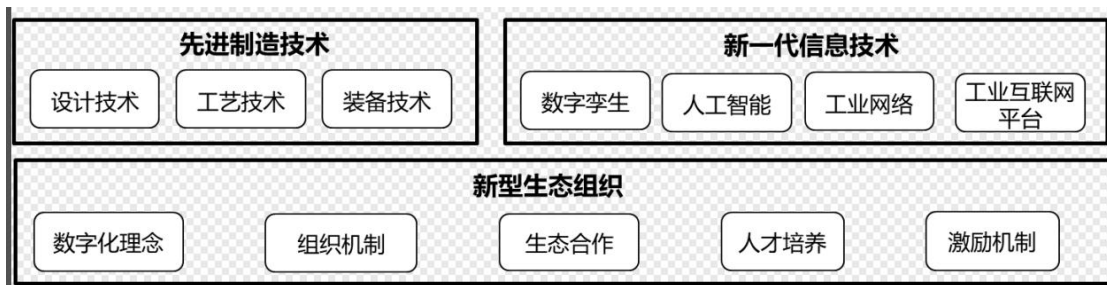 先进制造技术
设计技术
工艺技术
装备技术
新一代信息技术
数字孪生
人工智能
工业网络
工业互联网
平台
新型生态组织
数字化理念
组织机制
生态合作
人才培养
激励机制